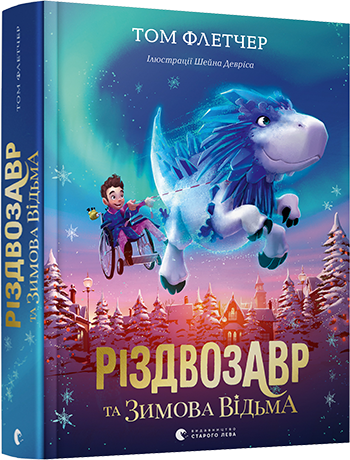 ТОМ ФЛЕТЧЕР
Ілюстрації Шейна Девріса
РІЗДВОЗАВР
ТА ЗИМОВА ВІДЬМА
ВИДАВНИЦТВО
СТАРОГО ЛЕВА
ТОМ ФЛЕТЧЕР
РІЗДВОЗАВР
ТА ЗИМОВА ВІДЬМА